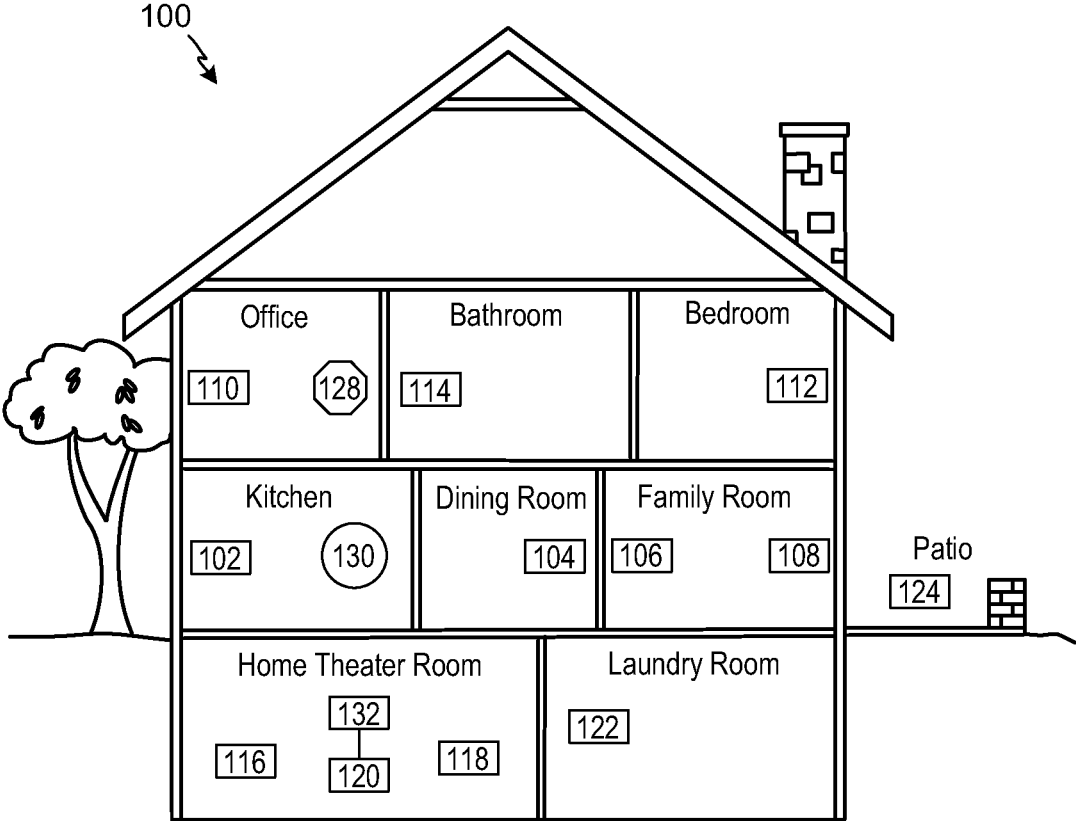 100
Office
Bathroom
Bedroom
110
128
114
112
Kitchen
Dining Room
Family Room
102
130
104
106
108
Patio
124
Home Theater Room
Laundry Room
132
116
120
118
122